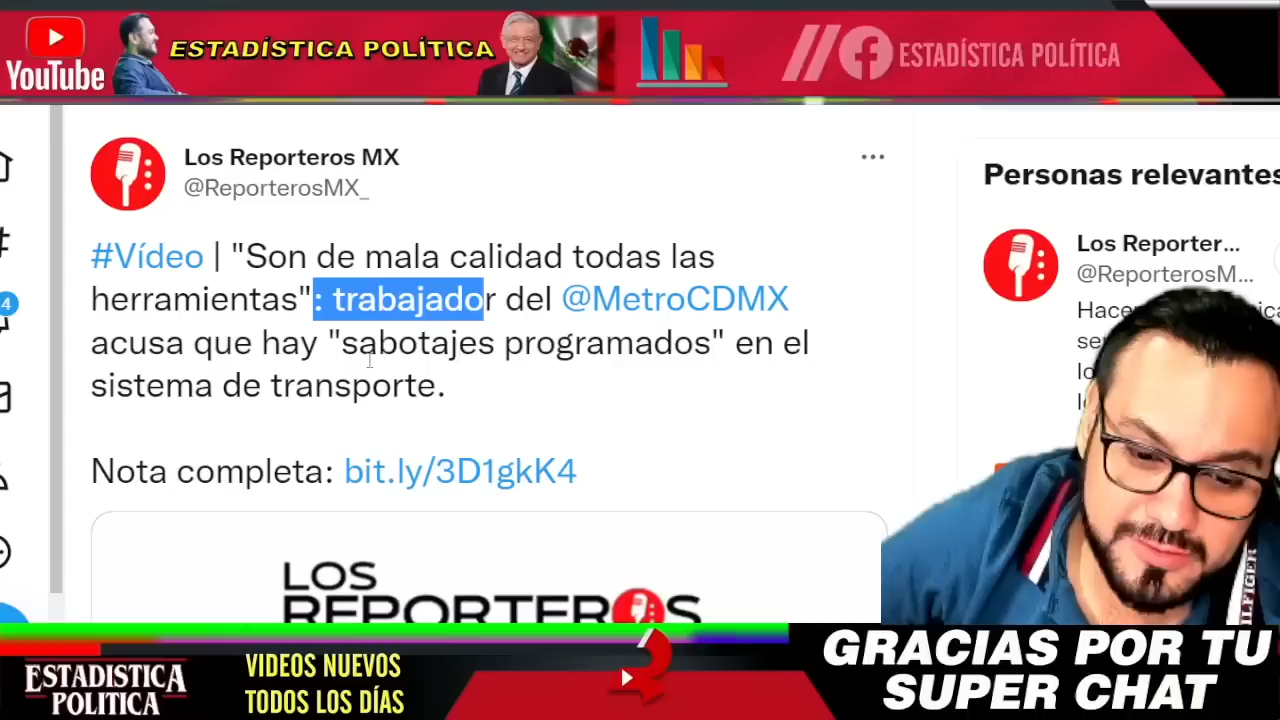 YouTube
ESTADÍSTICA POLÍTICA
ESTADÍSTICA POLÍTICA
Los Reporteros MX
@ReporterosMX_
#Vídeo | "Son de mala calidad todas las
herramientas": trabajador del @MetroCDMX
acusa que hay "sabotajes programados" en el
sistema de transporte.
Nota completa: bit.ly/3D1gkK4
LOS
REPORTEROS
Personas relevantes
Los Reporter...
@ReporterosM...
4
ESTADISTICA
POLÍTICA
VIDEOS NUEVOS
TODOS LOS DÍAS
GRACIAS POR TU
SUPER CHAT